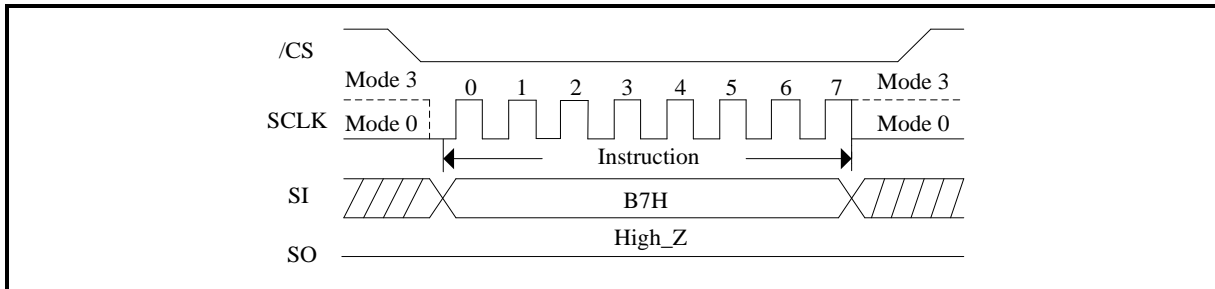 /CS
Mode 3 0 1 2 3 4 5 6 7 Mode 3
SCLK Mode 0 Mode 0
Instruction
SI B7H
High_Z
SO